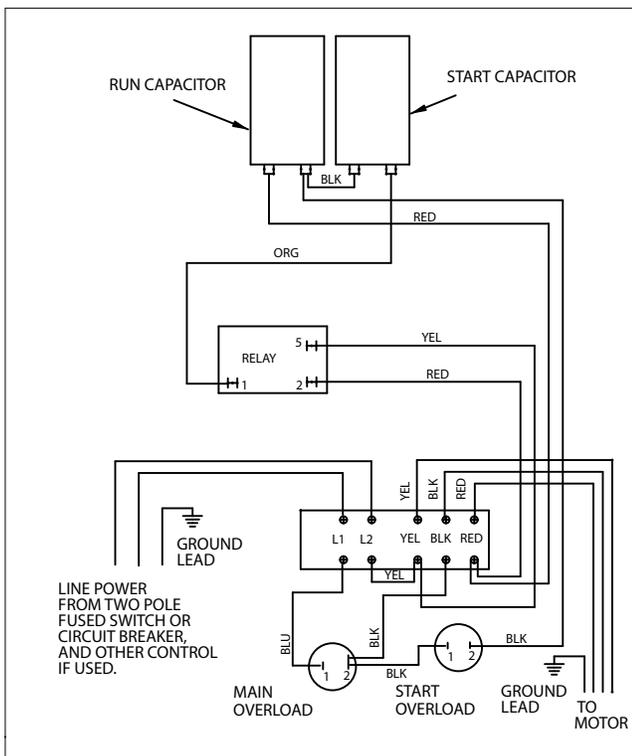 RUN CAPACITOR
START CAPACITOR
BLK
RED
ORG
5
YEL
RELAY
1
2
RED
YEL
BLK
RED
L1
L2
YEL
BLK
RED
GROUND
LEAD
YEL
LINE POWER
FROM TWO POLE
FUSED SWITCH OR
CIRCUIT BREAKER,
AND OTHER CONTROL
IF USED.
BLU
BLK
BLK
1
2
BLK
1
2
MAIN
OVERLOAD
START
OVERLOAD
GROUND
LEAD
TO
MOTOR